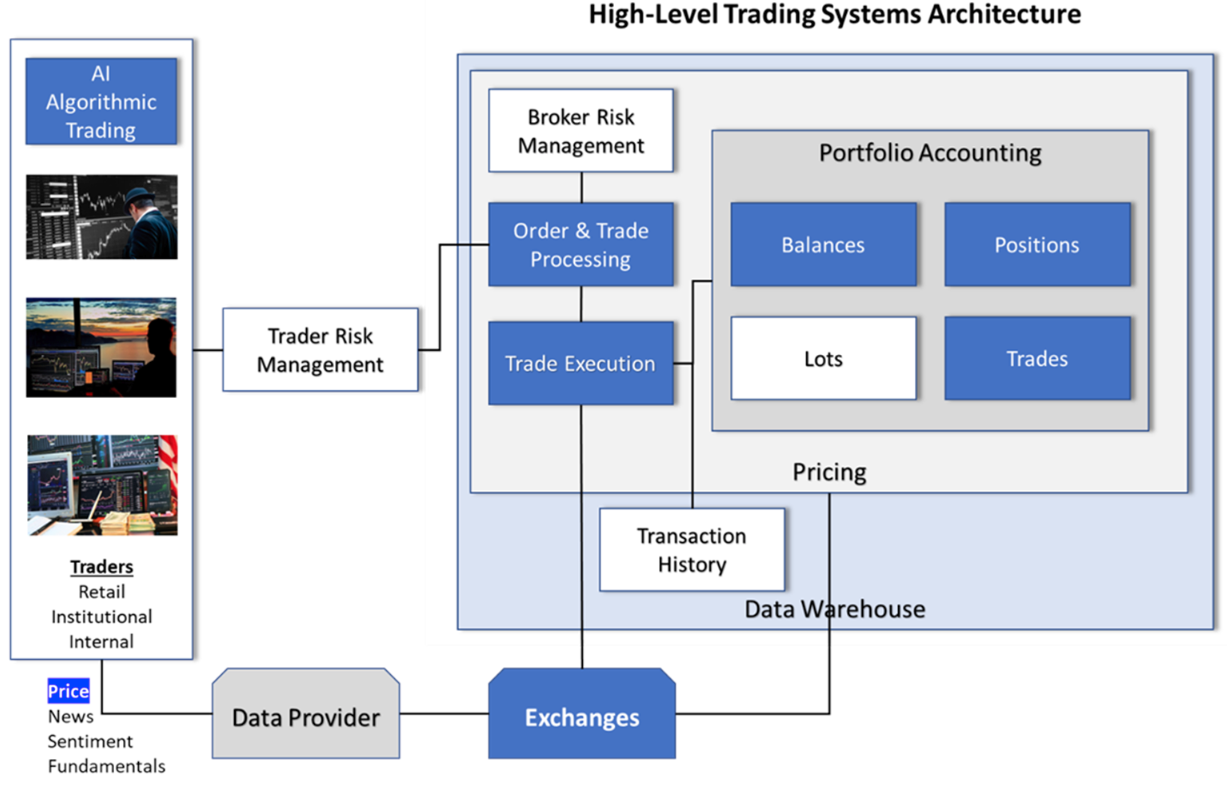 High-Level Trading Systems Architecture
AI
Algorithmic
Trading
Traders
Retail
Institutional
Internal
Price
News
Sentiment
Fundamentals
Trader Risk
Management
Broker Risk
Management
Order & Trade
Processing
Trade Execution
Portfolio Accounting
Balances
Positions
Lots
Trades
Pricing
Transaction
History
Data Warehouse
Data Provider
Exchanges